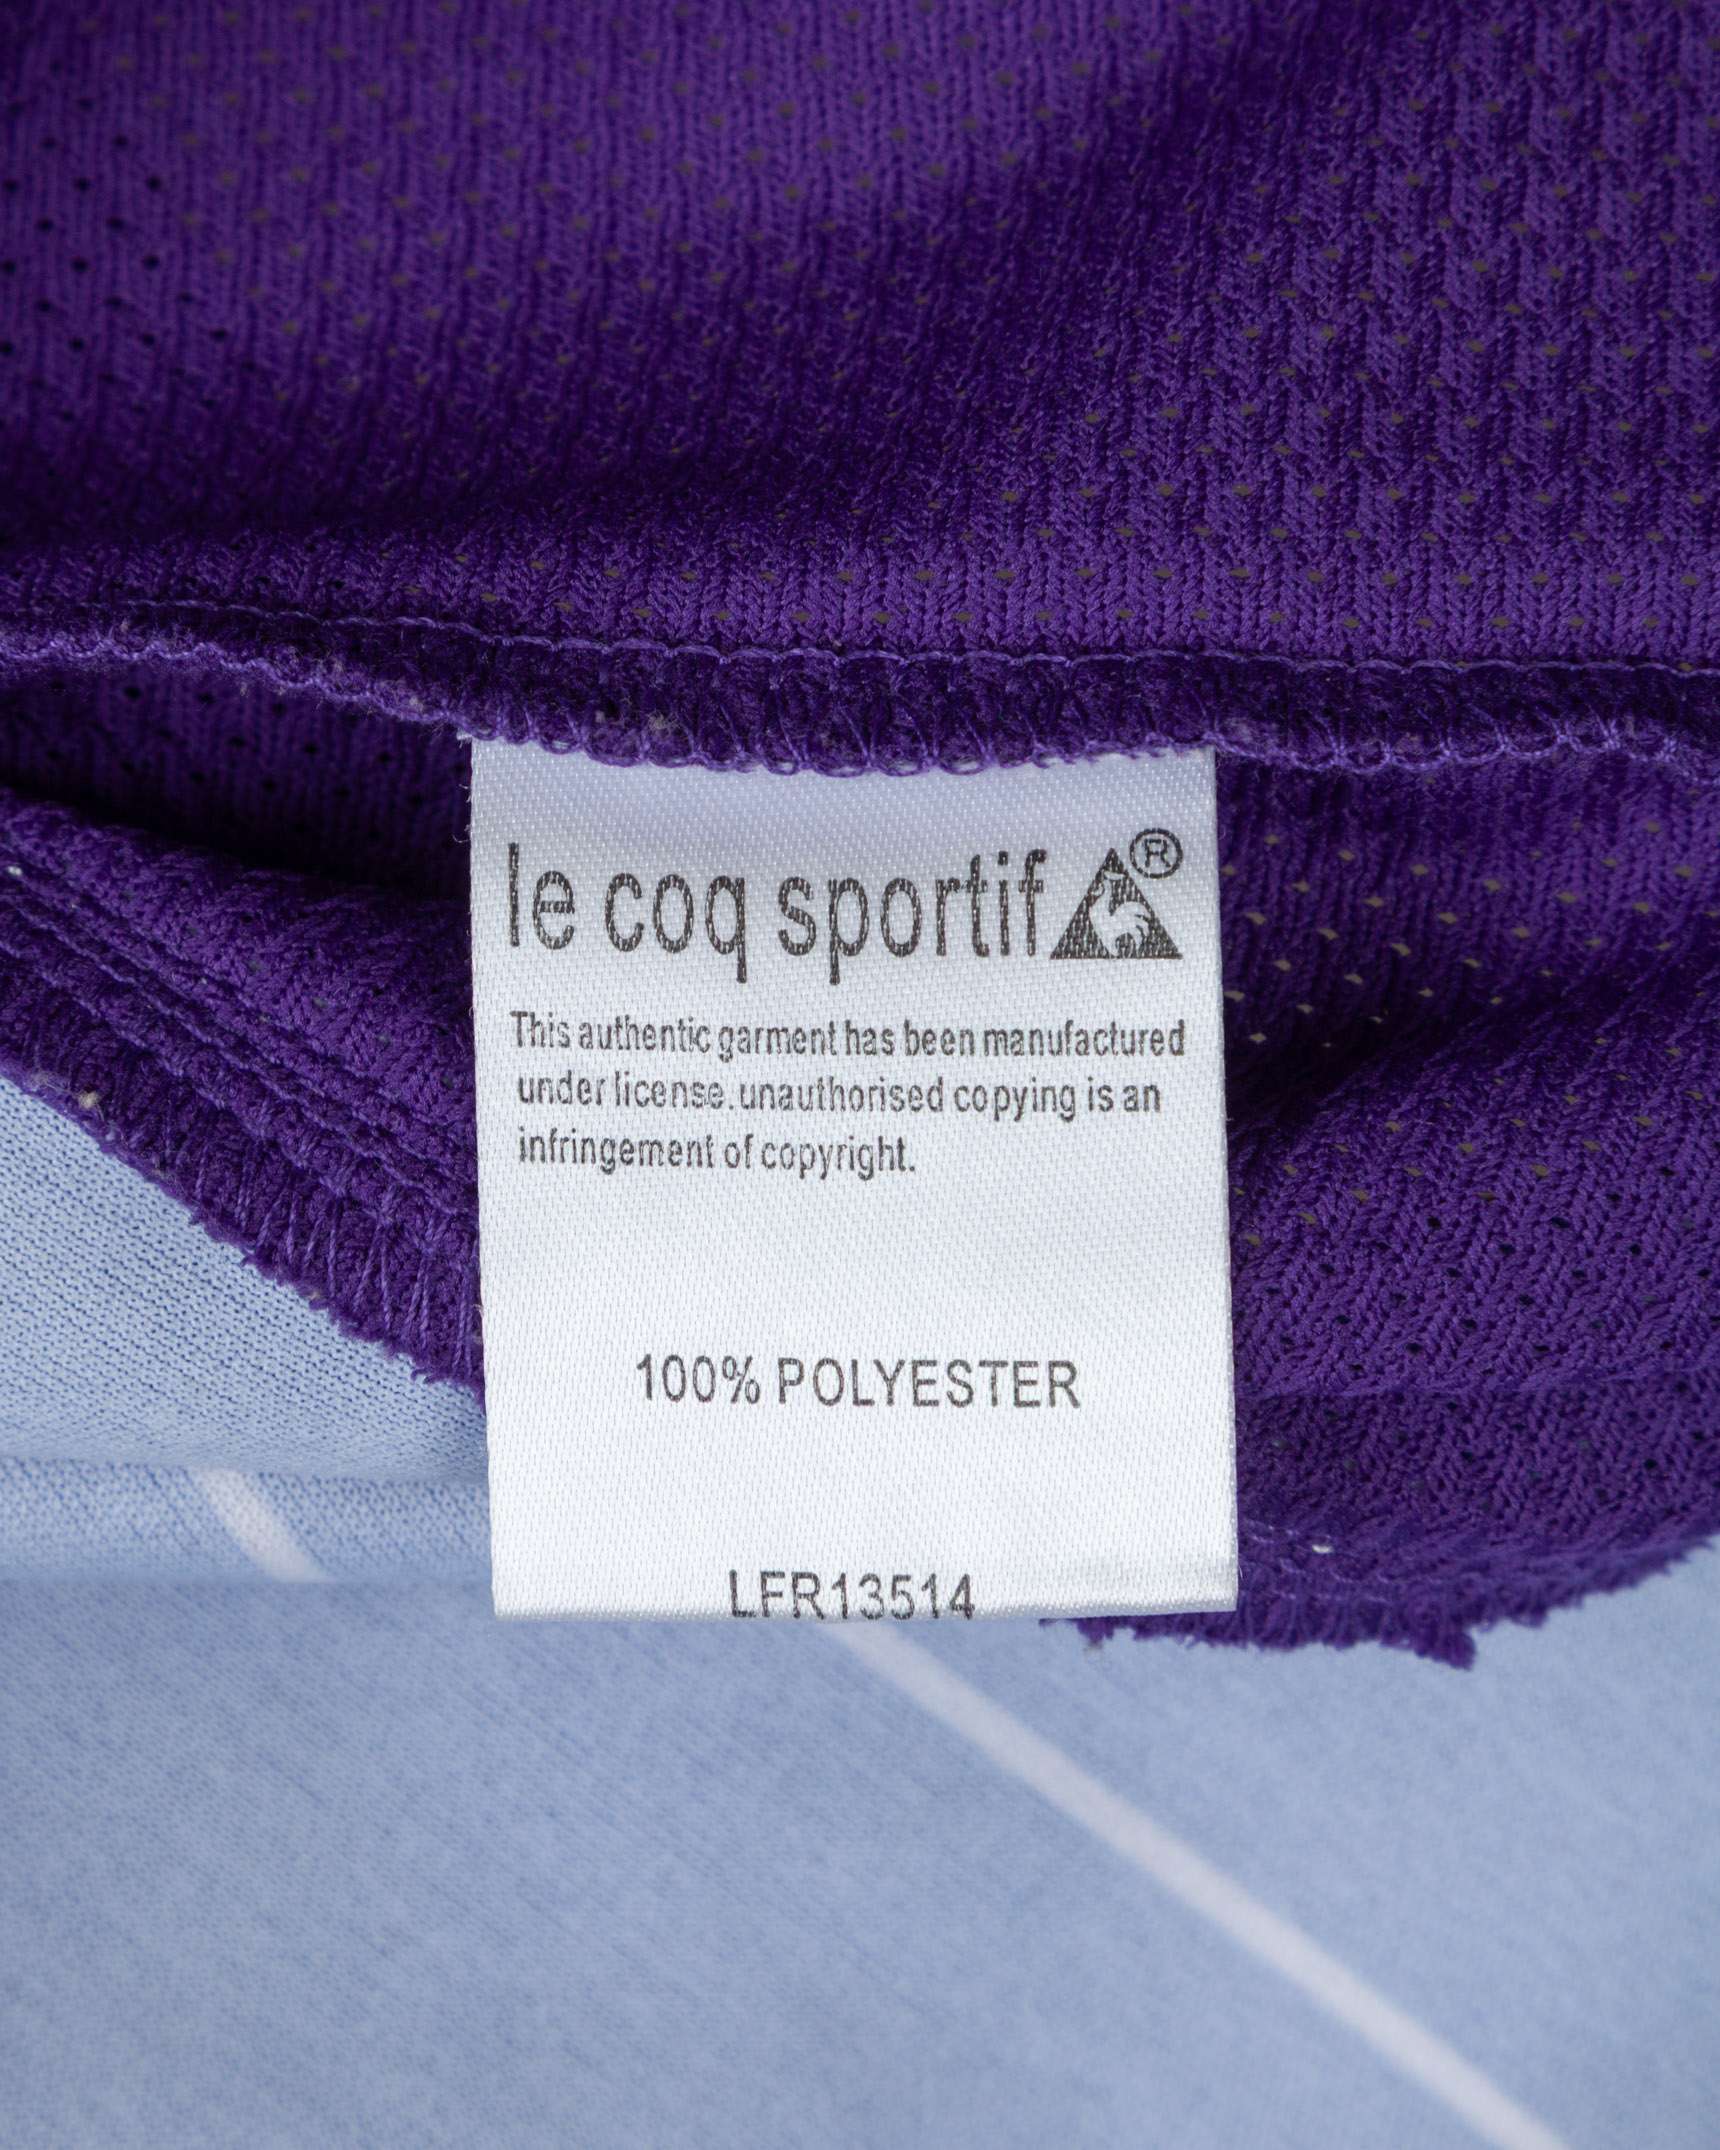 le coq sportif ®
This authentic garment has been manufactured
under license.unauthorised copying is an
infringement of copyright.
100% POLYESTER
LFR13514